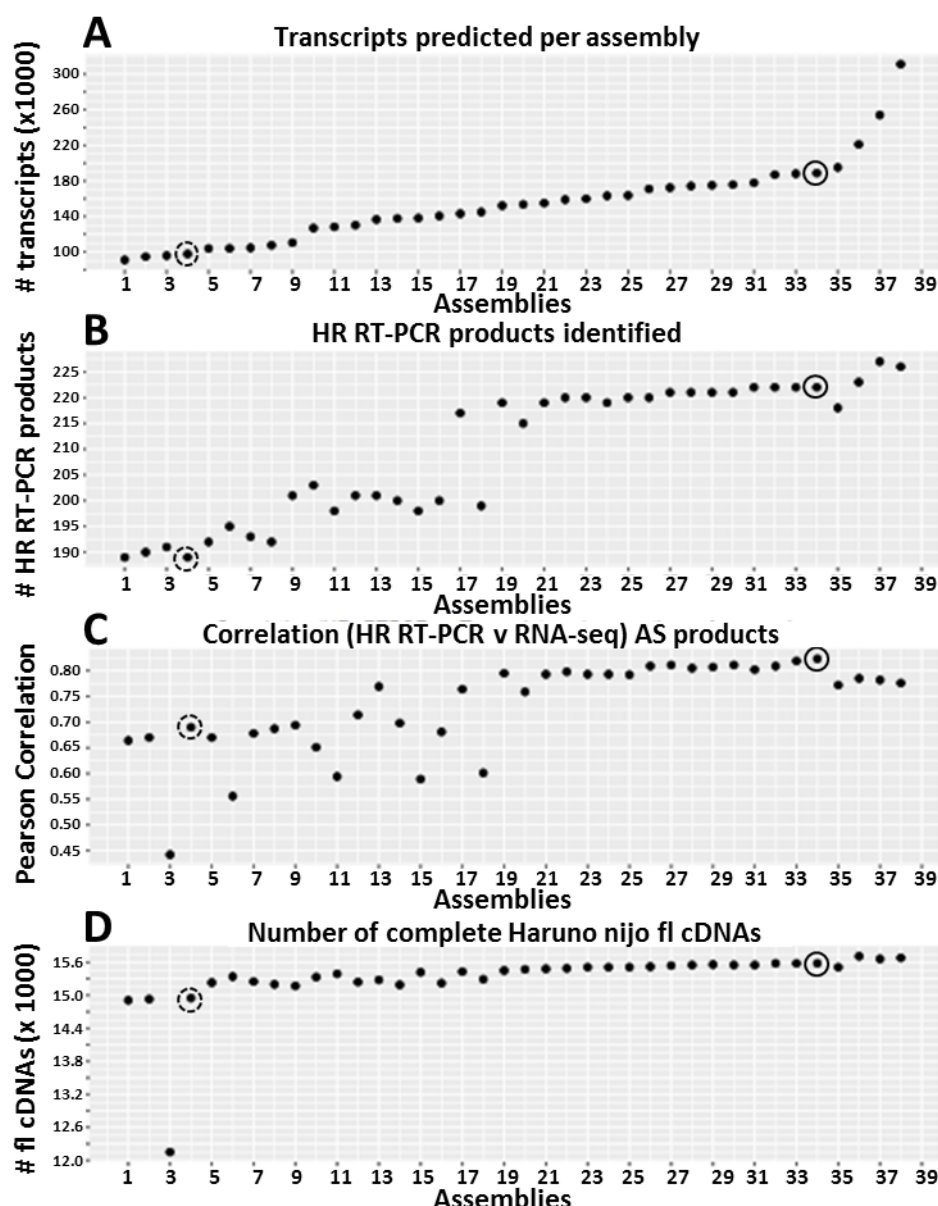 A
Transcripts predicted per assembly
# transcripts (x1000)
300
260
220
180
140
100
1 3 5 7 9 11 13 15 17 19 21 23 25 27 29 31 33 35 37 39
Assemblies
B
HR RT-PCR products identified
# HR RT-PCR products
225
220
215
210
205
200
195
190
1 3 5 7 9 11 13 15 17 19 21 23 25 27 29 31 33 35 37 39
Assemblies
C
Correlation (HR RT-PCR v RNA-seq) AS products
Pearson Correlation
0.80
0.75
0.70
0.65
0.60
0.55
0.50
0.45
1 3 5 7 9 11 13 15 17 19 21 23 25 27 29 31 33 35 37 39
Assemblies
D
Number of complete Haruno nijo fl cDNAs
# fl cDNAs (x 1000)
15.6
15.0
14.4
13.8
13.2
12.6
12.0
1 3 5 7 9 11 13 15 17 19 21 23 25 27 29 31 33 35 37 39
Assemblies